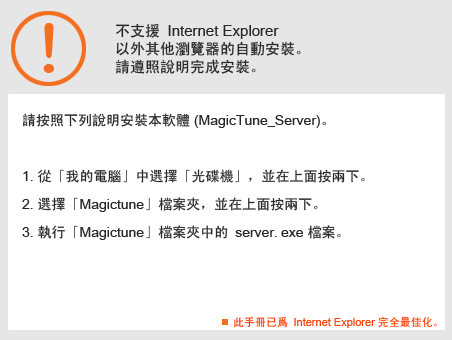 不支援 Internet Explorer
以外其他瀏覽器的自動安裝。
請遵照說明完成安裝。
請按照下列說明安裝本軟體 (MagicTune_Server)。
1. 從「我的電腦」中選擇「光碟機」，並在上面按兩下。
2. 選擇「Magictune」檔案夾，並在上面按兩下。
3. 執行「Magictune」檔案夾中的 server. exe 檔案。
此手冊已爲 Internet Explorer 完全最佳化。